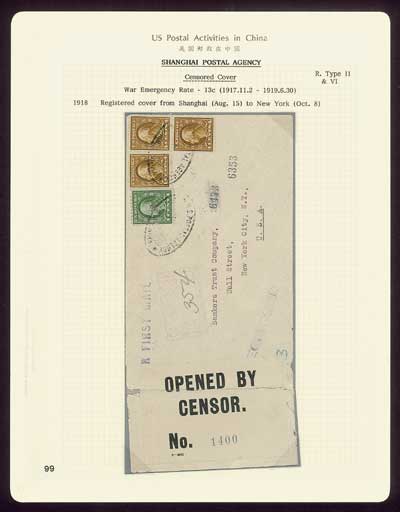 US Postal Activities in China
美國郵政在中國
SHANGHAI POSTAL AGENCY
Censored Cover
R. Type II
& VI
War Emergency Rate - 13c (1917.11.2 - 1919.6.30)
1918 Registered cover from Shanghai (Aug. 15) to New York (Oct. 8)
6353
Bankers Trust Company,
Wall Street,
New York City, N.Y.,
U. S. A.
354
R FIRST MAIL
3
OPENED BY
CENSOR.
No. 1400
99